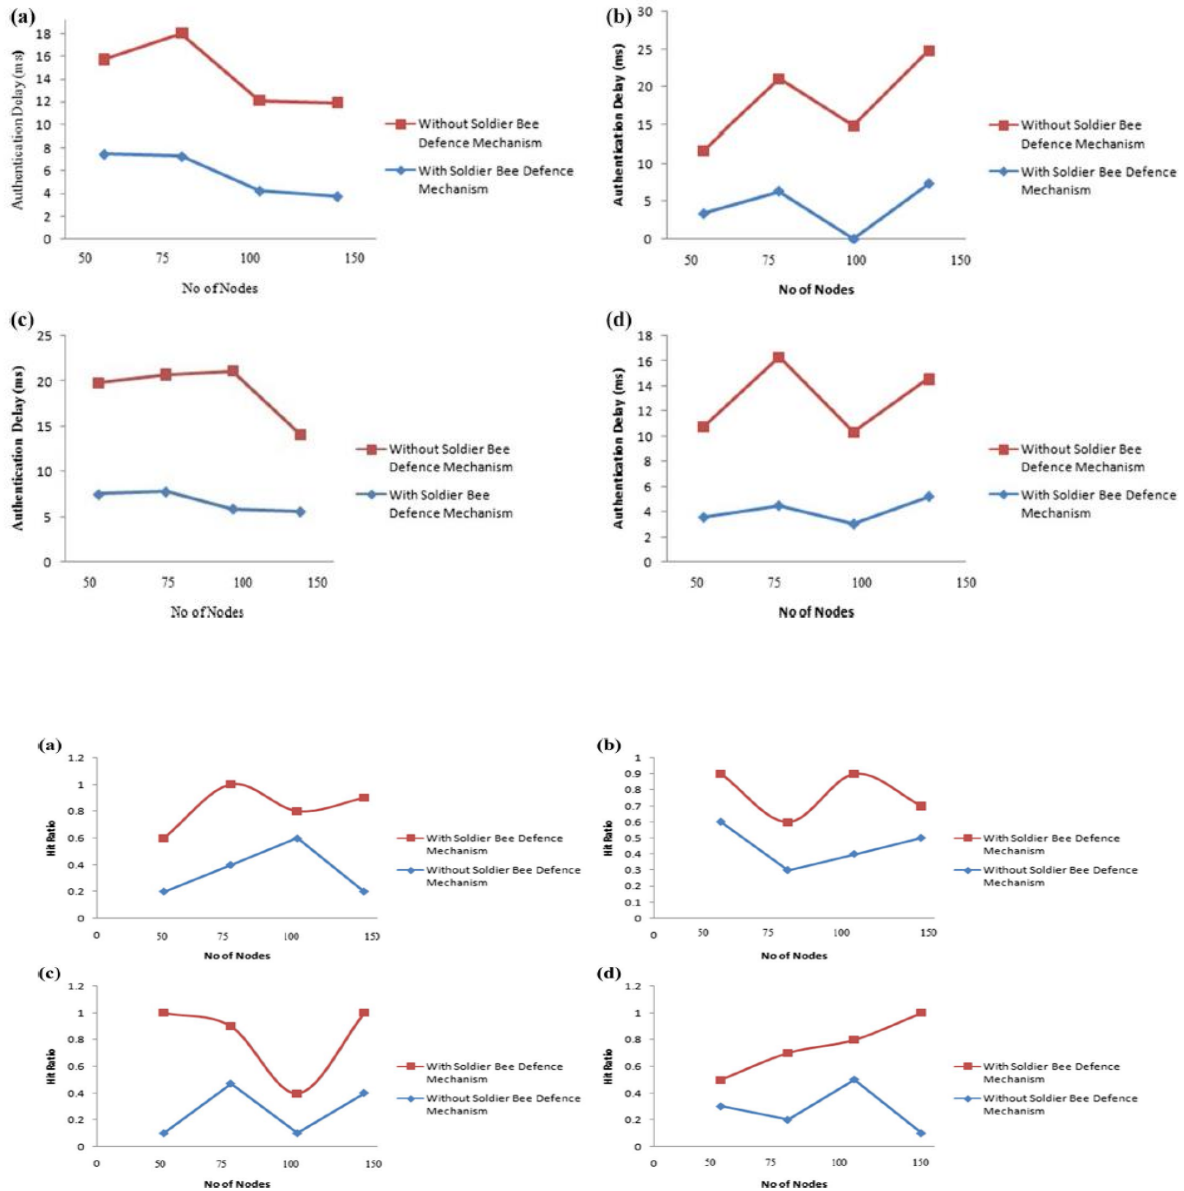 (a)
18
16
14
12
10
8
6
4
2
0
Authentication Delay (ms)
50 75 100 150
No of Nodes
Without Soldier Bee
Defence Mechanism
With Soldier Bee Defence
Mechanism
(b)
30
25
20
15
10
5
0
Authentication Delay (ms)
50 75 100 150
No of Nodes
Without Soldier Bee
Defence Mechanism
With Soldier Bee Defence
Mechanism
(c)
25
20
15
10
5
0
Authentication Delay (ms)
50 75 100 150
No of Nodes
Without Soldier Bee
Defence Mechanism
With Soldier Bee
Defence Mechanism
(d)
18
16
14
12
10
8
6
4
2
0
Authentication Delay (ms)
50 75 100 150
No of Nodes
Without Soldier Bee
Defence Mechanism
With Soldier Bee Defence
Mechanism
(a)
1.2
1
0.8
0.6
0.4
0.2
0
Hit Ratio
0 50 75 100 150
No of Nodes
With Soldier Bee Defence
Mechanism
Without Soldier Bee Defence
Mechanism
(b)
1
0.9
0.8
0.7
0.6
0.5
0.4
0.3
0.2
0.1
0
Hit Ratio
0 50 75 100 150
No of Nodes
With Soldier Bee Defence
Mechanism
Without Soldier Bee Defence
Mechanism
(c)
1.2
1
0.8
0.6
0.4
0.2
0
Hit Ratio
0 50 75 100 150
No of Nodes
With Soldier Bee Defence
Mechanism
Without Soldier Bee Defence
Mechanism
(d)
1.2
1
0.8
0.6
0.4
0.2
0
Hit Ratio
0 50 75 100 150
No of Nodes
With Soldier Bee Defence
Mechanism
Without Soldier Bee Defence
Mechanism